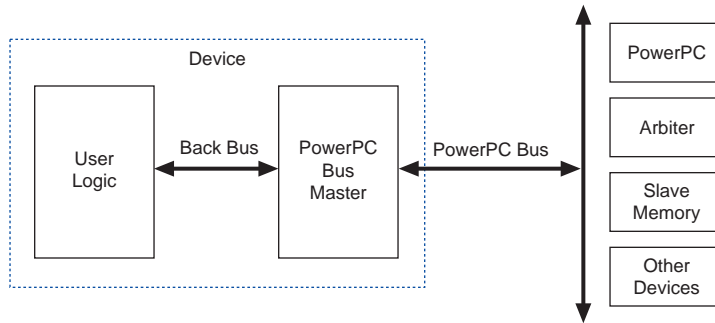 Device
User
Logic
Back Bus
PowerPC
Bus
Master
PowerPC Bus
PowerPC
Arbiter
Slave
Memory
Other
Devices